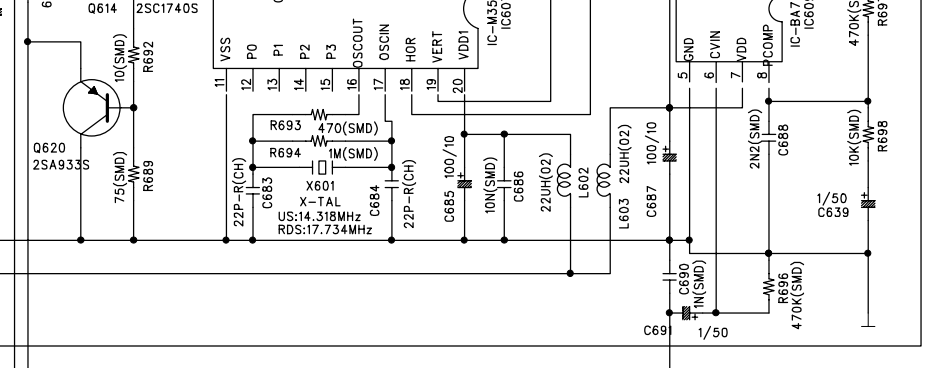 Q614
2SC1740S
10(SMD)
R692
Q620
2SA933S
75(SMD)
R689
VSS
P0
P1
P2
P3
OSCOUT
OSCIN
HOR
VERT
VDD1
IC-M35
11
12
13
14
15
16
17
18
19
20
R693
470(SMD)
R694
1M(SMD)
X601
X-TAL
US:14.318MHz
RDS:17.734MHz
22P-R(CH)
C683
C684
22P-R(CH)
C685
100/10
10N(SMD)
C686
22UH(02)
L602
L603
22UH(02)
C687
100/10
GND
CVIN
VDD
PCOMP
IC-BA7
5
6
7
8
2N2(SMD)
C688
470K(S
R69
10K(SMD)
R698
1/50
C639
C690
1N(SMD)
R696
470K(SMD)
C691
1/50